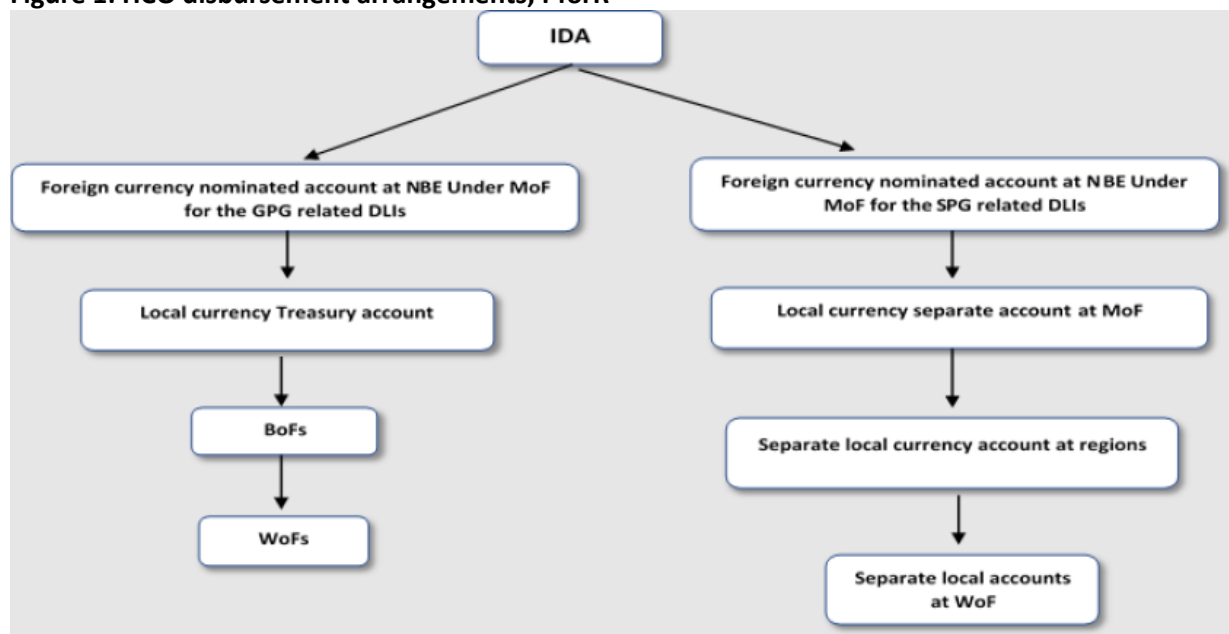 IDA
Foreign currency nominated account at NBE Under MoF
for the GPG related DLIs
Foreign currency nominated account at NBE Under
MoF for the SPG related DLIs
Local currency Treasury account
Local currency separate account at MoF
BoFs
Separate local currency account at regions
WoFs
Separate local accounts
at WoF